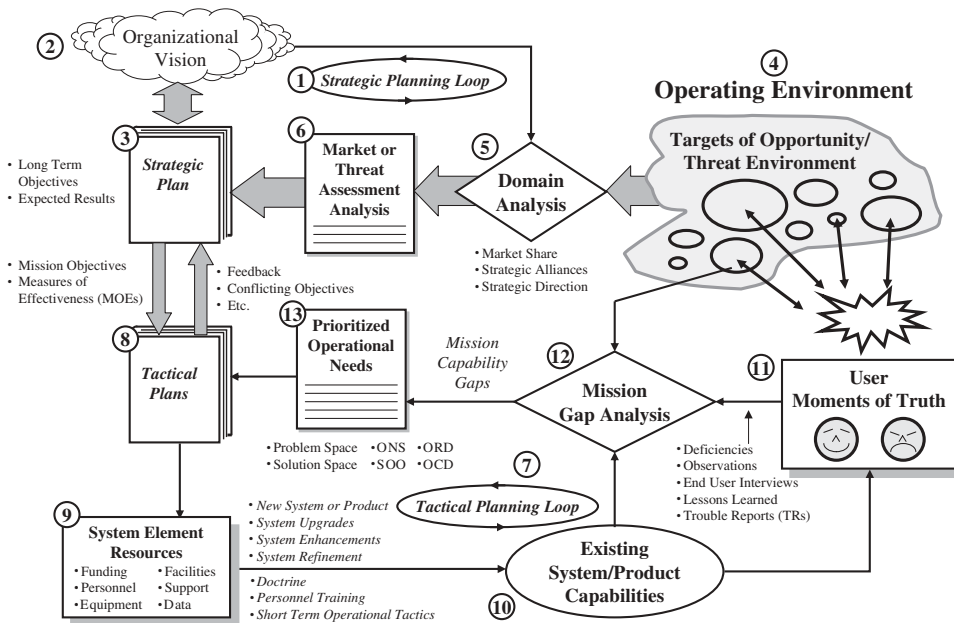 2
Organizational
Vision
1
Strategic Planning Loop
4
Operating Environment
Targets of Opportunity/
Threat Environment
3
Strategic
Plan
• Long Term
Objectives
• Expected Results
6
Market or
Threat
Assessment
Analysis
5
Domain
Analysis
• Market Share
• Strategic Alliances
• Strategic Direction
• Mission Objectives
• Measures of
Effectiveness (MOEs)
• Feedback
• Conflicting Objectives
• Etc.
8
Tactical
Plans
13
Prioritized
Operational
Needs
Mission
Capability
Gaps
12
Mission
Gap Analysis
11
User
Moments of Truth
• Problem Space • ONS • ORD
• Solution Space • SOO • OCD
• Deficiencies
• Observations
• End User Interviews
• Lessons Learned
• Trouble Reports (TRs)
7
Tactical Planning Loop
9
System Element
Resources
• Funding • Facilities
• Personnel • Support
• Equipment • Data
• New System or Product
• System Upgrades
• System Enhancements
• System Refinement
• Doctrine
• Personnel Training
• Short Term Operational Tactics
10
Existing
System/Product
Capabilities